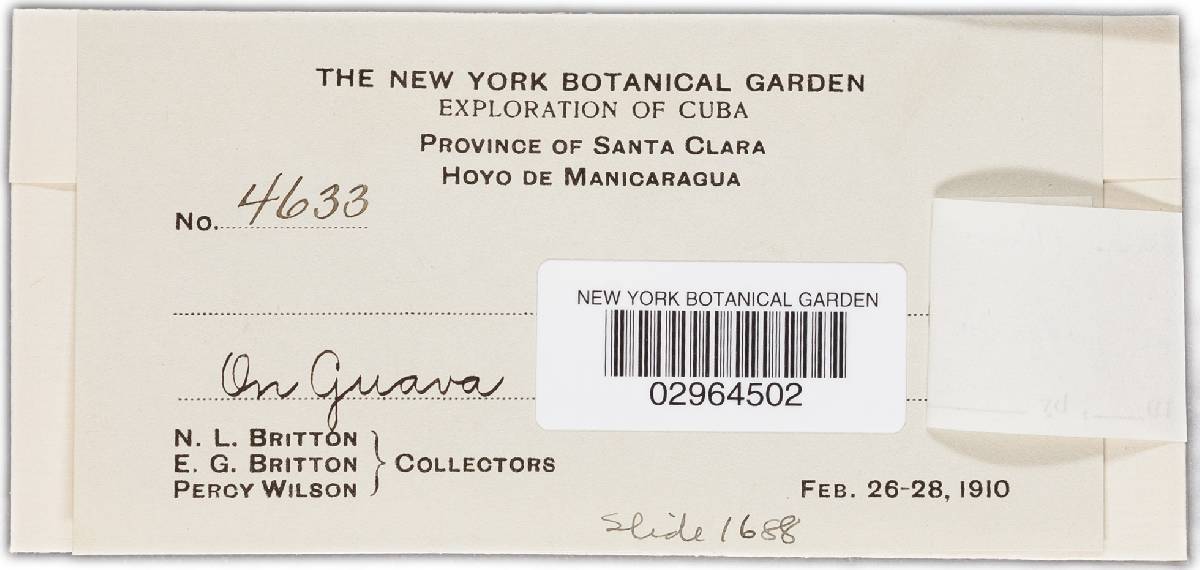 THE NEW YORK BOTANICAL GARDEN
EXPLORATION OF CUBA
PROVINCE OF SANTA CLARA
HOYO DE MANICARAGUA
No. 4633
NEW YORK BOTANICAL GARDEN
02964502
On Guava
N. L. BRITTON
E. G. BRITTON } COLLECTORS
PERCY WILSON
FEB. 26-28, 1910
Slide 1688